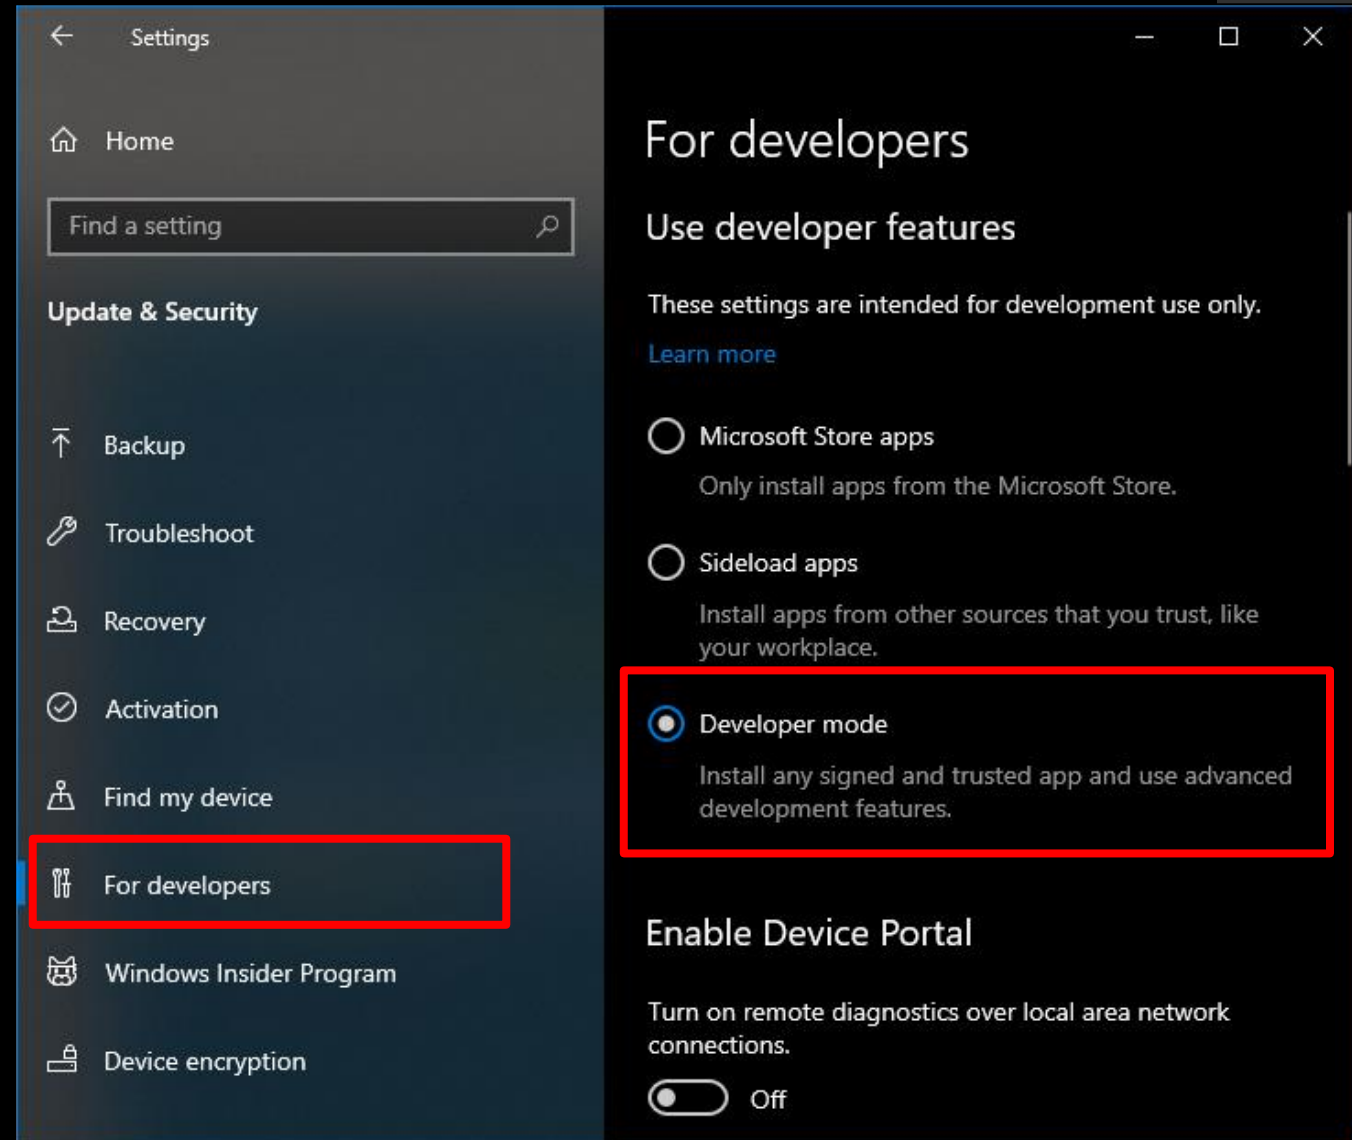 Settings
Home
Find a setting
Update & Security
Backup
Troubleshoot
Recovery
Activation
Find my device
For developers
Windows Insider Program
Device encryption
For developers
Use developer features
These settings are intended for development use only.
Learn more
Microsoft Store apps
Only install apps from the Microsoft Store.
Sideload apps
Install apps from other sources that you trust, like
your workplace.
Developer mode
Install any signed and trusted app and use advanced
development features.
Enable Device Portal
Turn on remote diagnostics over local area network
connections.
Off